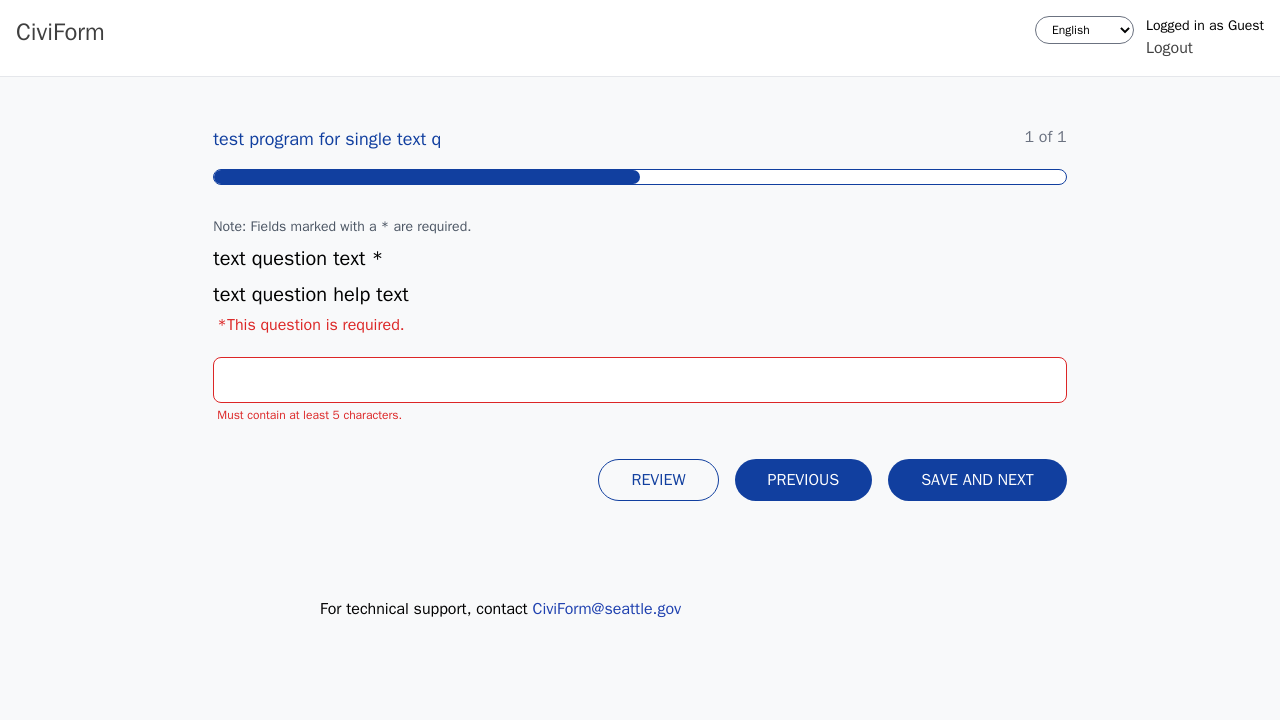 CiviForm
English
Logged in as Guest
Logout
test program for single text q
1 of 1
Note: Fields marked with a * are required.
text question text *
text question help text
*This question is required.
Must contain at least 5 characters.
REVIEW
PREVIOUS
SAVE AND NEXT
For technical support, contact CiviForm@seattle.gov